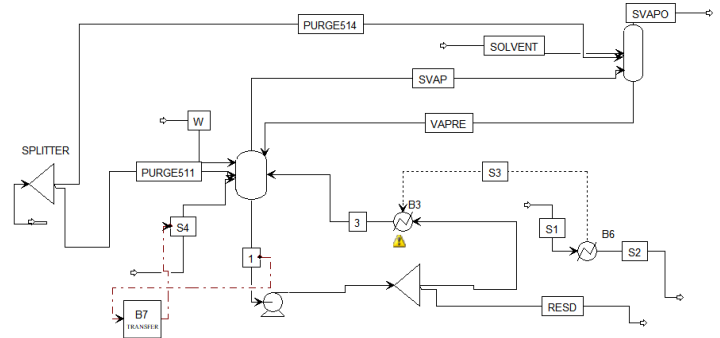 SVAPO
PURGE514
SOLVENT
SVAP
W
VAPRE
SPLITTER
PURGE511
S3
B3
S1
3
S4
B6
1
S2
B7
TRANSFER
RESD